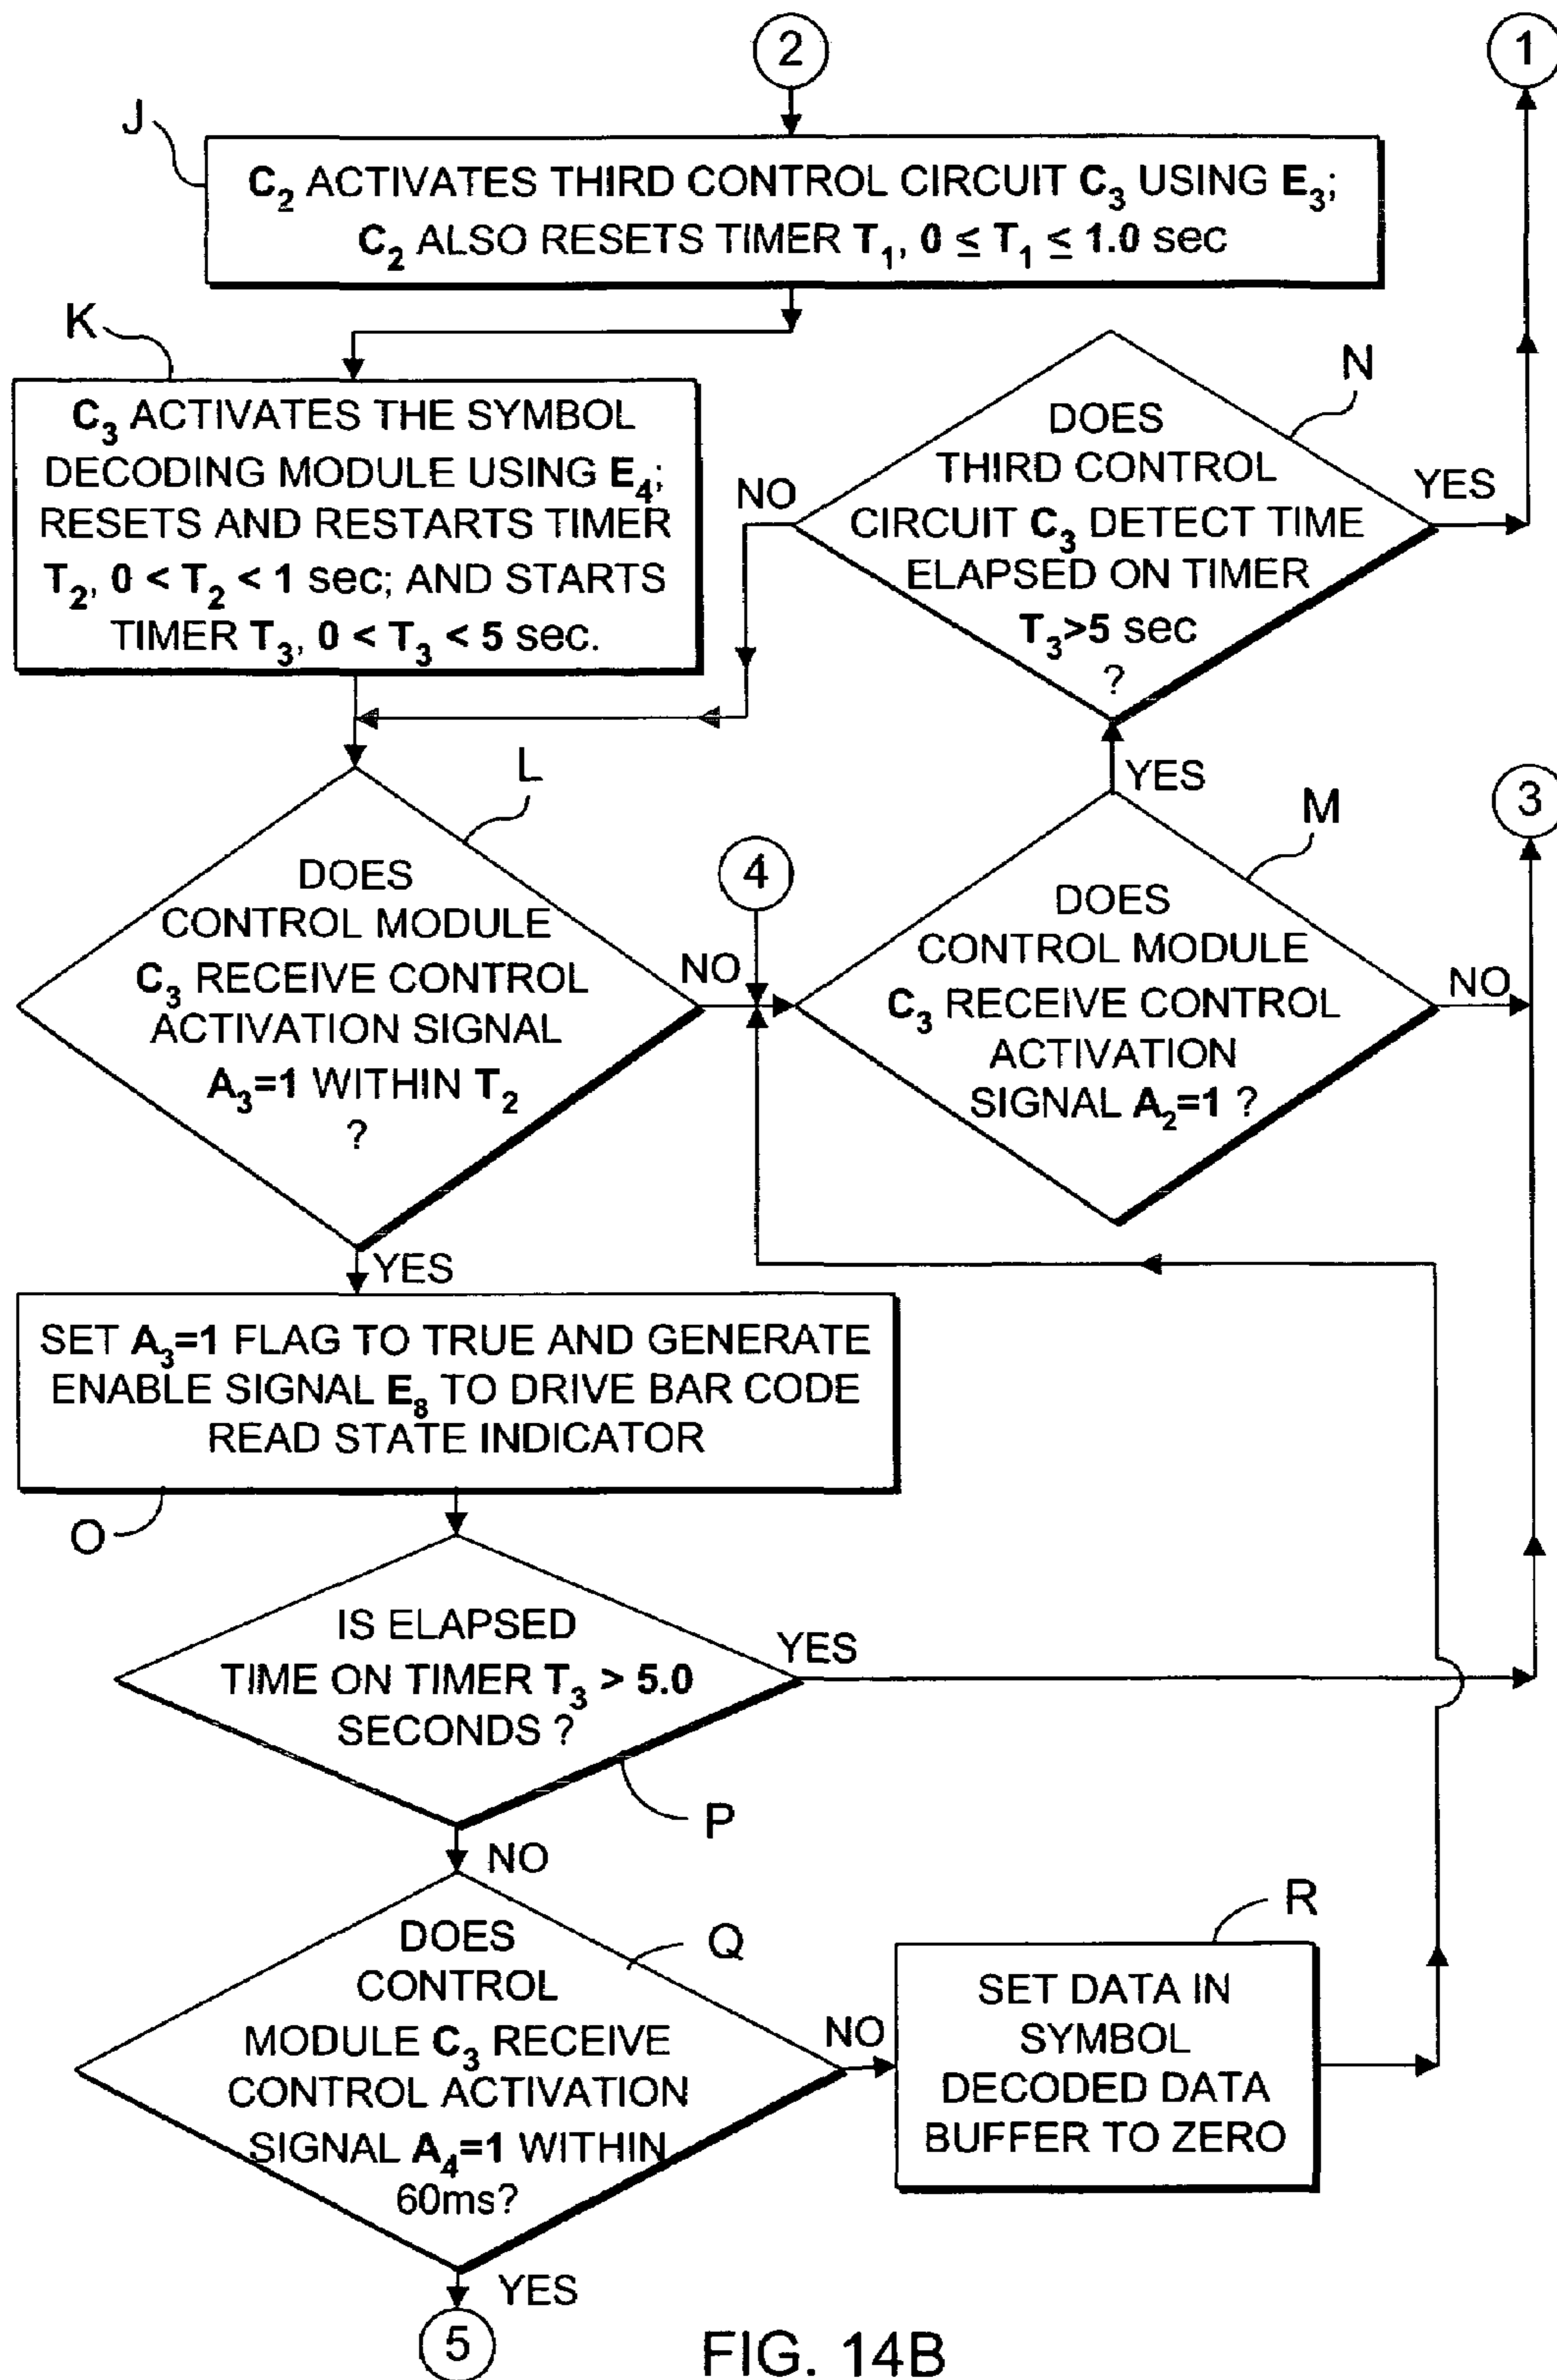 2
1
J
C₂ ACTIVATES THIRD CONTROL CIRCUIT C₃ USING E₃;
C₂ ALSO RESETS TIMER T₁, 0 ≤ T₁ ≤ 1.0 sec
K
C₃ ACTIVATES THE SYMBOL
DECODING MODULE USING E₄;
RESETS AND RESTARTS TIMER
T₂, 0 < T₂ < 1 sec; AND STARTS
TIMER T₃, 0 < T₃ < 5 sec.
N
DOES
THIRD CONTROL
CIRCUIT C₃ DETECT TIME
ELAPSED ON TIMER
T₃>5 sec
?
NO
YES
YES
L
DOES
CONTROL MODULE
C₃ RECEIVE CONTROL
ACTIVATION SIGNAL
A₃=1 WITHIN T₂
?
NO
YES
4
M
DOES
CONTROL MODULE
C₃ RECEIVE CONTROL
ACTIVATION
SIGNAL A₂=1 ?
NO
3
SET A₃=1 FLAG TO TRUE AND GENERATE
ENABLE SIGNAL E₈ TO DRIVE BAR CODE
READ STATE INDICATOR
O
IS ELAPSED
TIME ON TIMER T₃ > 5.0
SECONDS ?
YES
P
NO
DOES
CONTROL
MODULE C₃ RECEIVE
CONTROL ACTIVATION
SIGNAL A₄=1 WITHIN
60ms?
Q
NO
R
SET DATA IN
SYMBOL
DECODED DATA
BUFFER TO ZERO
YES
5
FIG. 14B